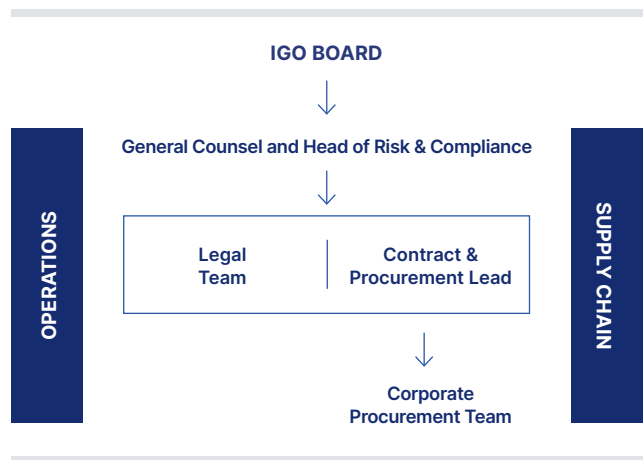 IGO BOARD
General Counsel and Head of Risk & Compliance
OPERATIONS
Legal
Team
Contract &
Procurement Lead
SUPPLY CHAIN
Corporate
Procurement Team